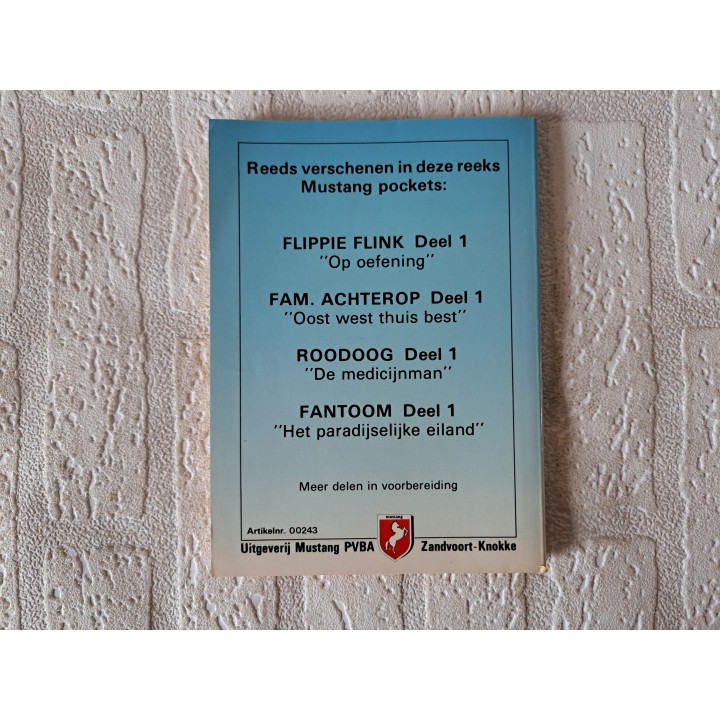 Reeds verschenen in deze reeks
Mustang pockets:
FLIPPIE FLINK Deel 1
"Op oefening"
FAM. ACHTEROP Deel 1
"Oost west thuis best"
ROODOOG Deel 1
"De medicijnman"
FANTOOM Deel 1
"Het paradijselijke eiland"
Meer delen in voorbereiding
Artikelnr. 00243
mustang
Uitgeverij Mustang PVBA Zandvoort-Knokke